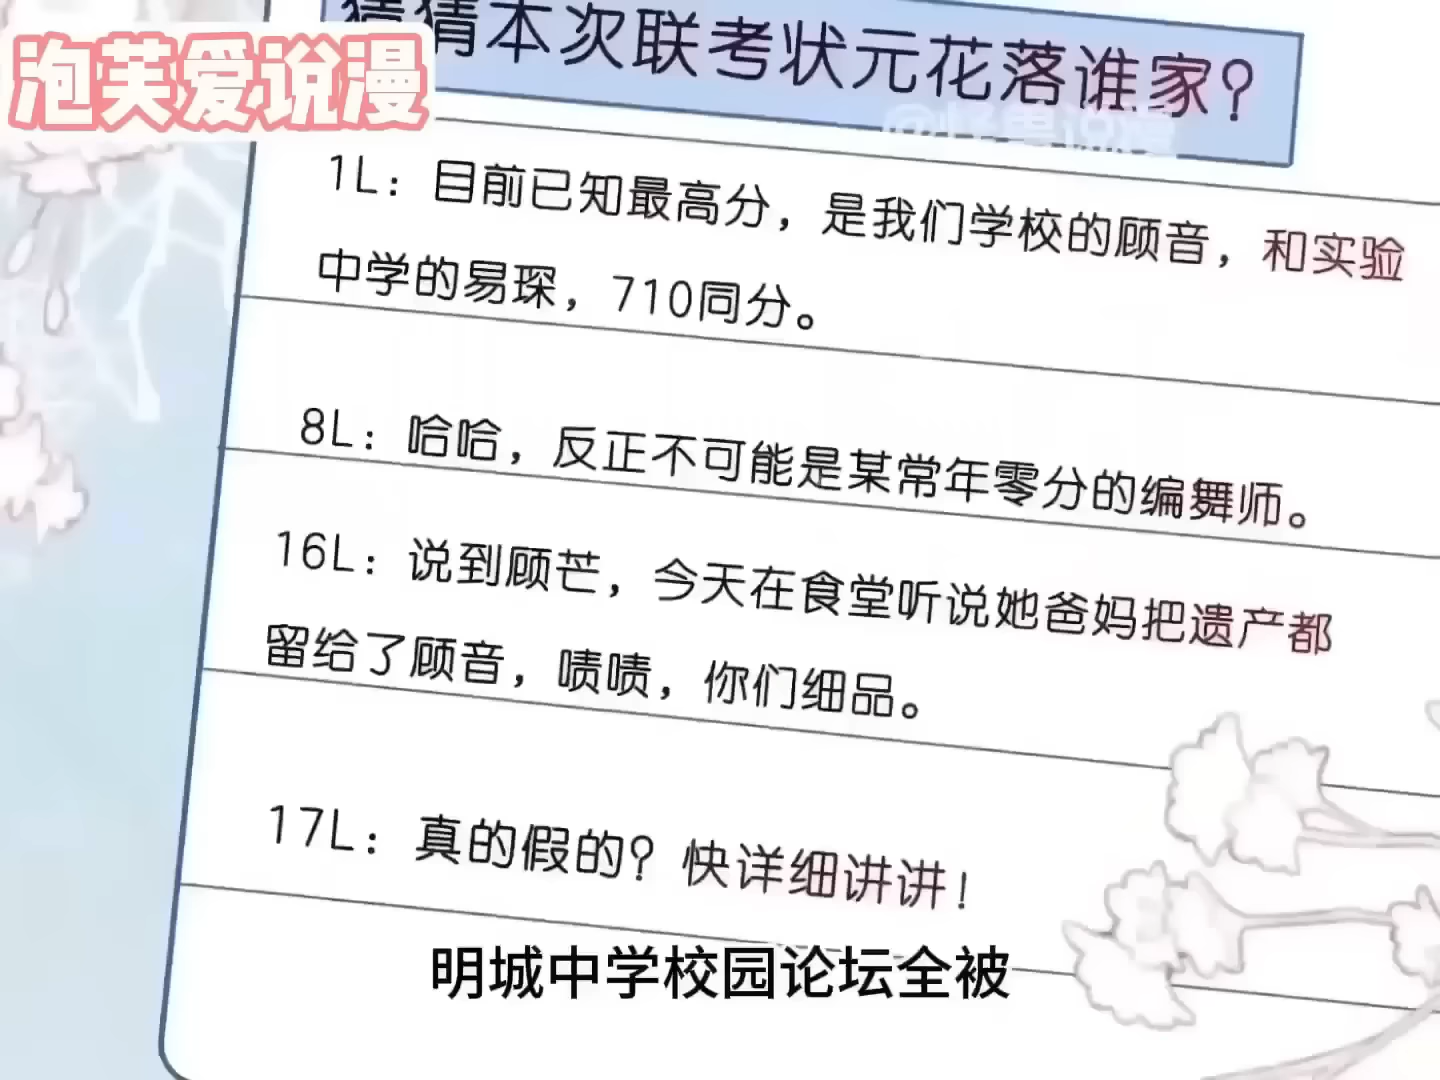 泡芙爱说漫
猜猜本次联考状元花落谁家?
@怪兽说漫
1L：目前已知最高分，是我们学校的顾音，和实验
中学的易琛，710同分。
8L：哈哈，反正不可能是某常年零分的编舞师。
16L：说到顾芒，今天在食堂听说她爸妈把遗产都
留给了顾音，啧啧，你们细品。
17L：真的假的？快详细讲讲！
明城中学校园论坛全被